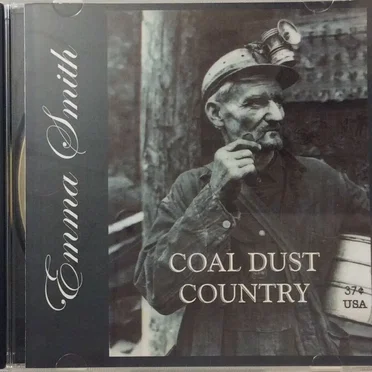 Emma Smith
COAL DUST
COUNTRY
37¢
USA